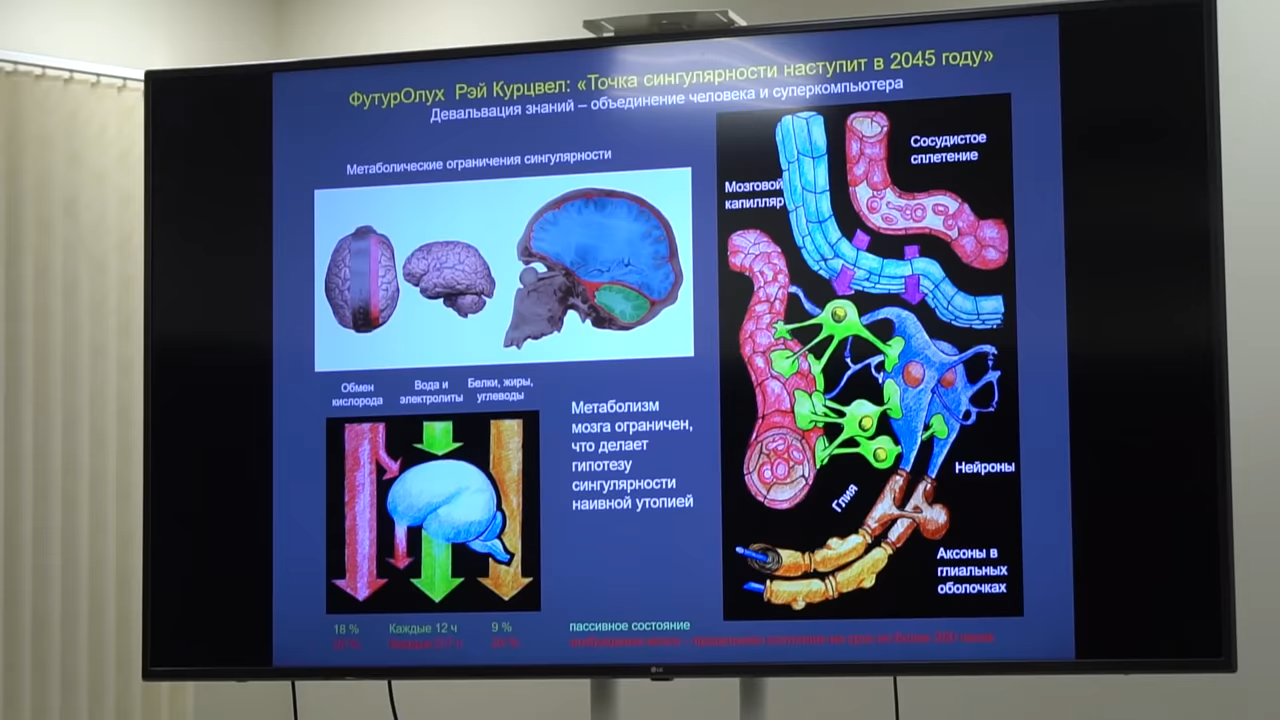 ФутурОлух Рэй Курцвел: «Точка сингулярности наступит в 2045 году»
Девальвация знаний – объединение человека и суперкомпьютера
Метаболические ограничения сингулярности
Обмен
кислорода
Вода и
электролиты
Белки, жиры,
углеводы
Метаболизм
мозга ограничен,
что делает
гипотезу
сингулярности
наивной утопией
Сосудистое
сплетение
Мозговой
капилляр
Нейроны
Глия
Аксоны в
глиальных
оболочках
18 %
Каждые 12 ч
9 %
пассивное состояние
LG